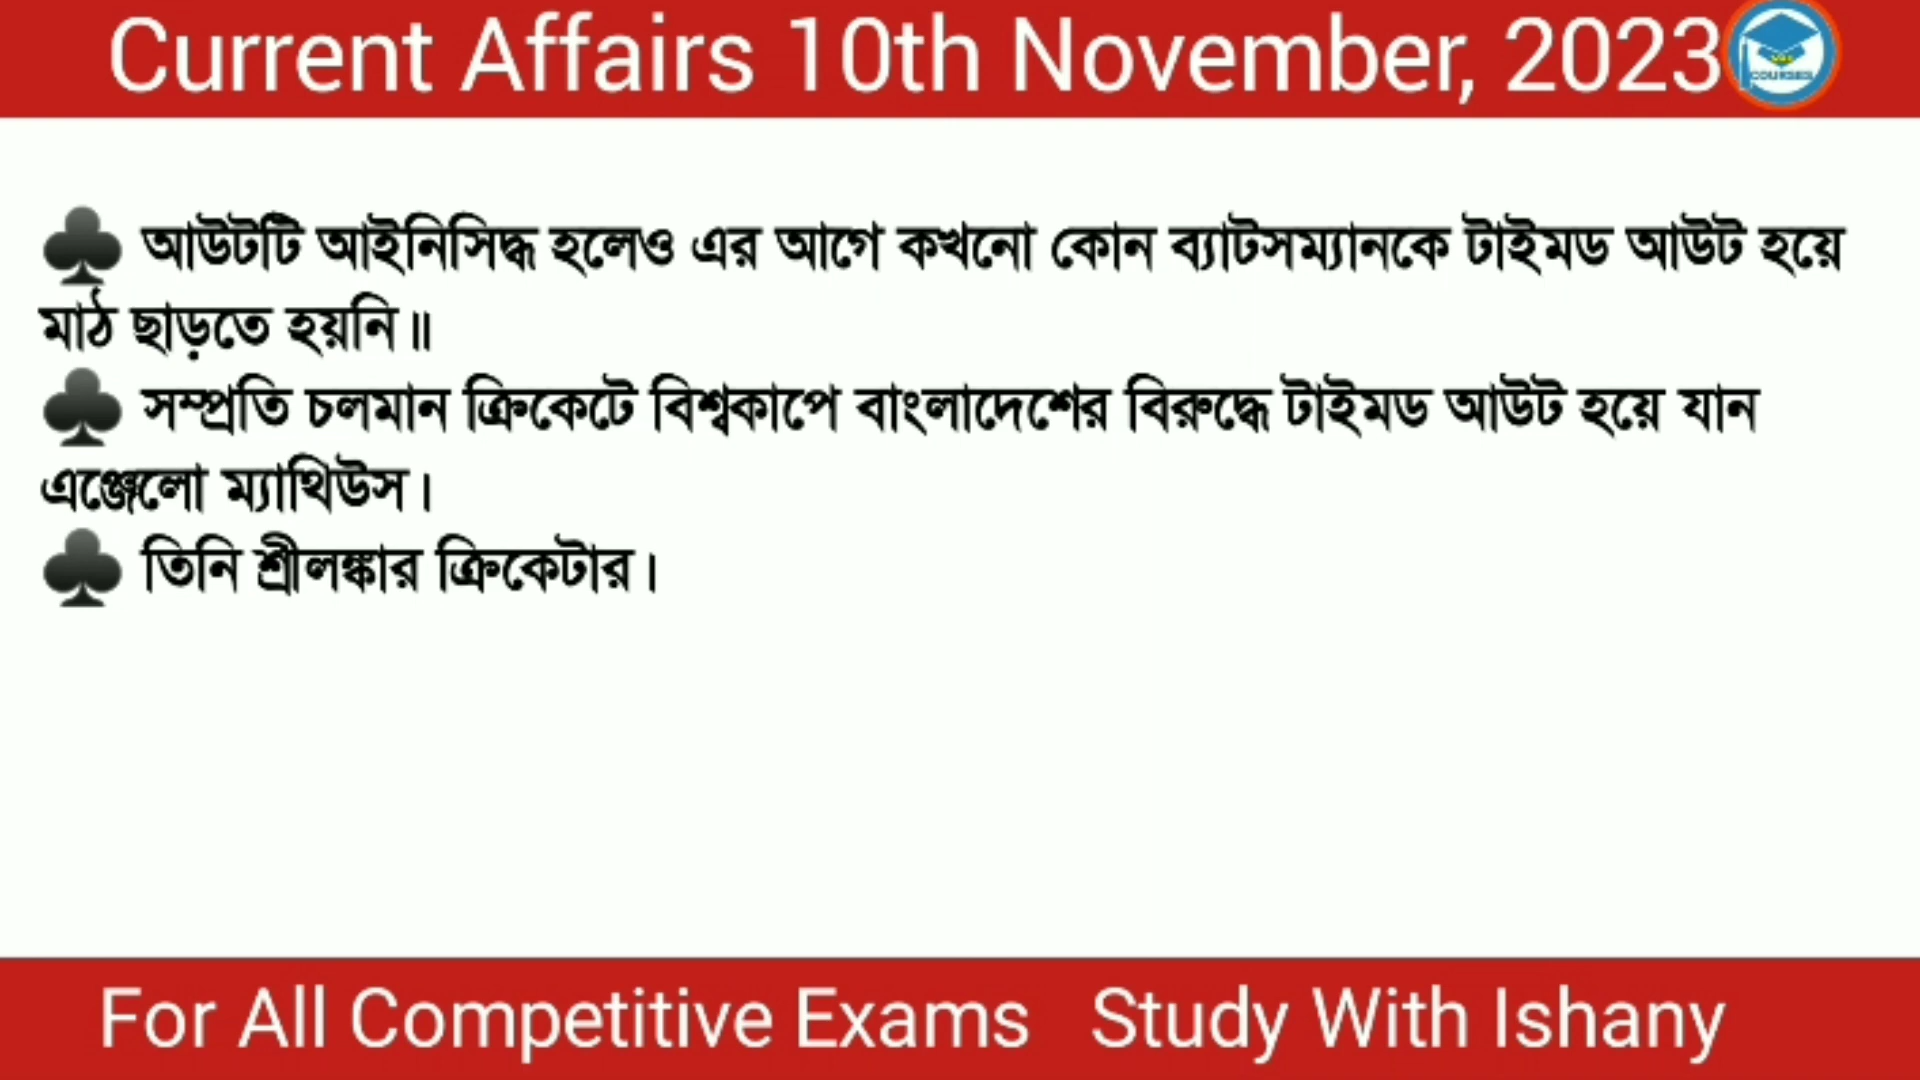 Current Affairs 10th November, 2023
COURSES
♣ আউটটি আইনিসিদ্ধ হলেও এর আগে কখনো কোন ব্যাটসম্যানকে টাইমড আউট হয়ে
মাঠ ছাড়তে হয়নি॥
♣ সম্প্রতি চলমান ক্রিকেটে বিশ্বকাপে বাংলাদেশের বিরুদ্ধে টাইমড আউট হয়ে যান
এঞ্জেলো ম্যাথিউস।
♣ তিনি শ্রীলঙ্কার ক্রিকেটার।
For All Competitive Exams Study With Ishany